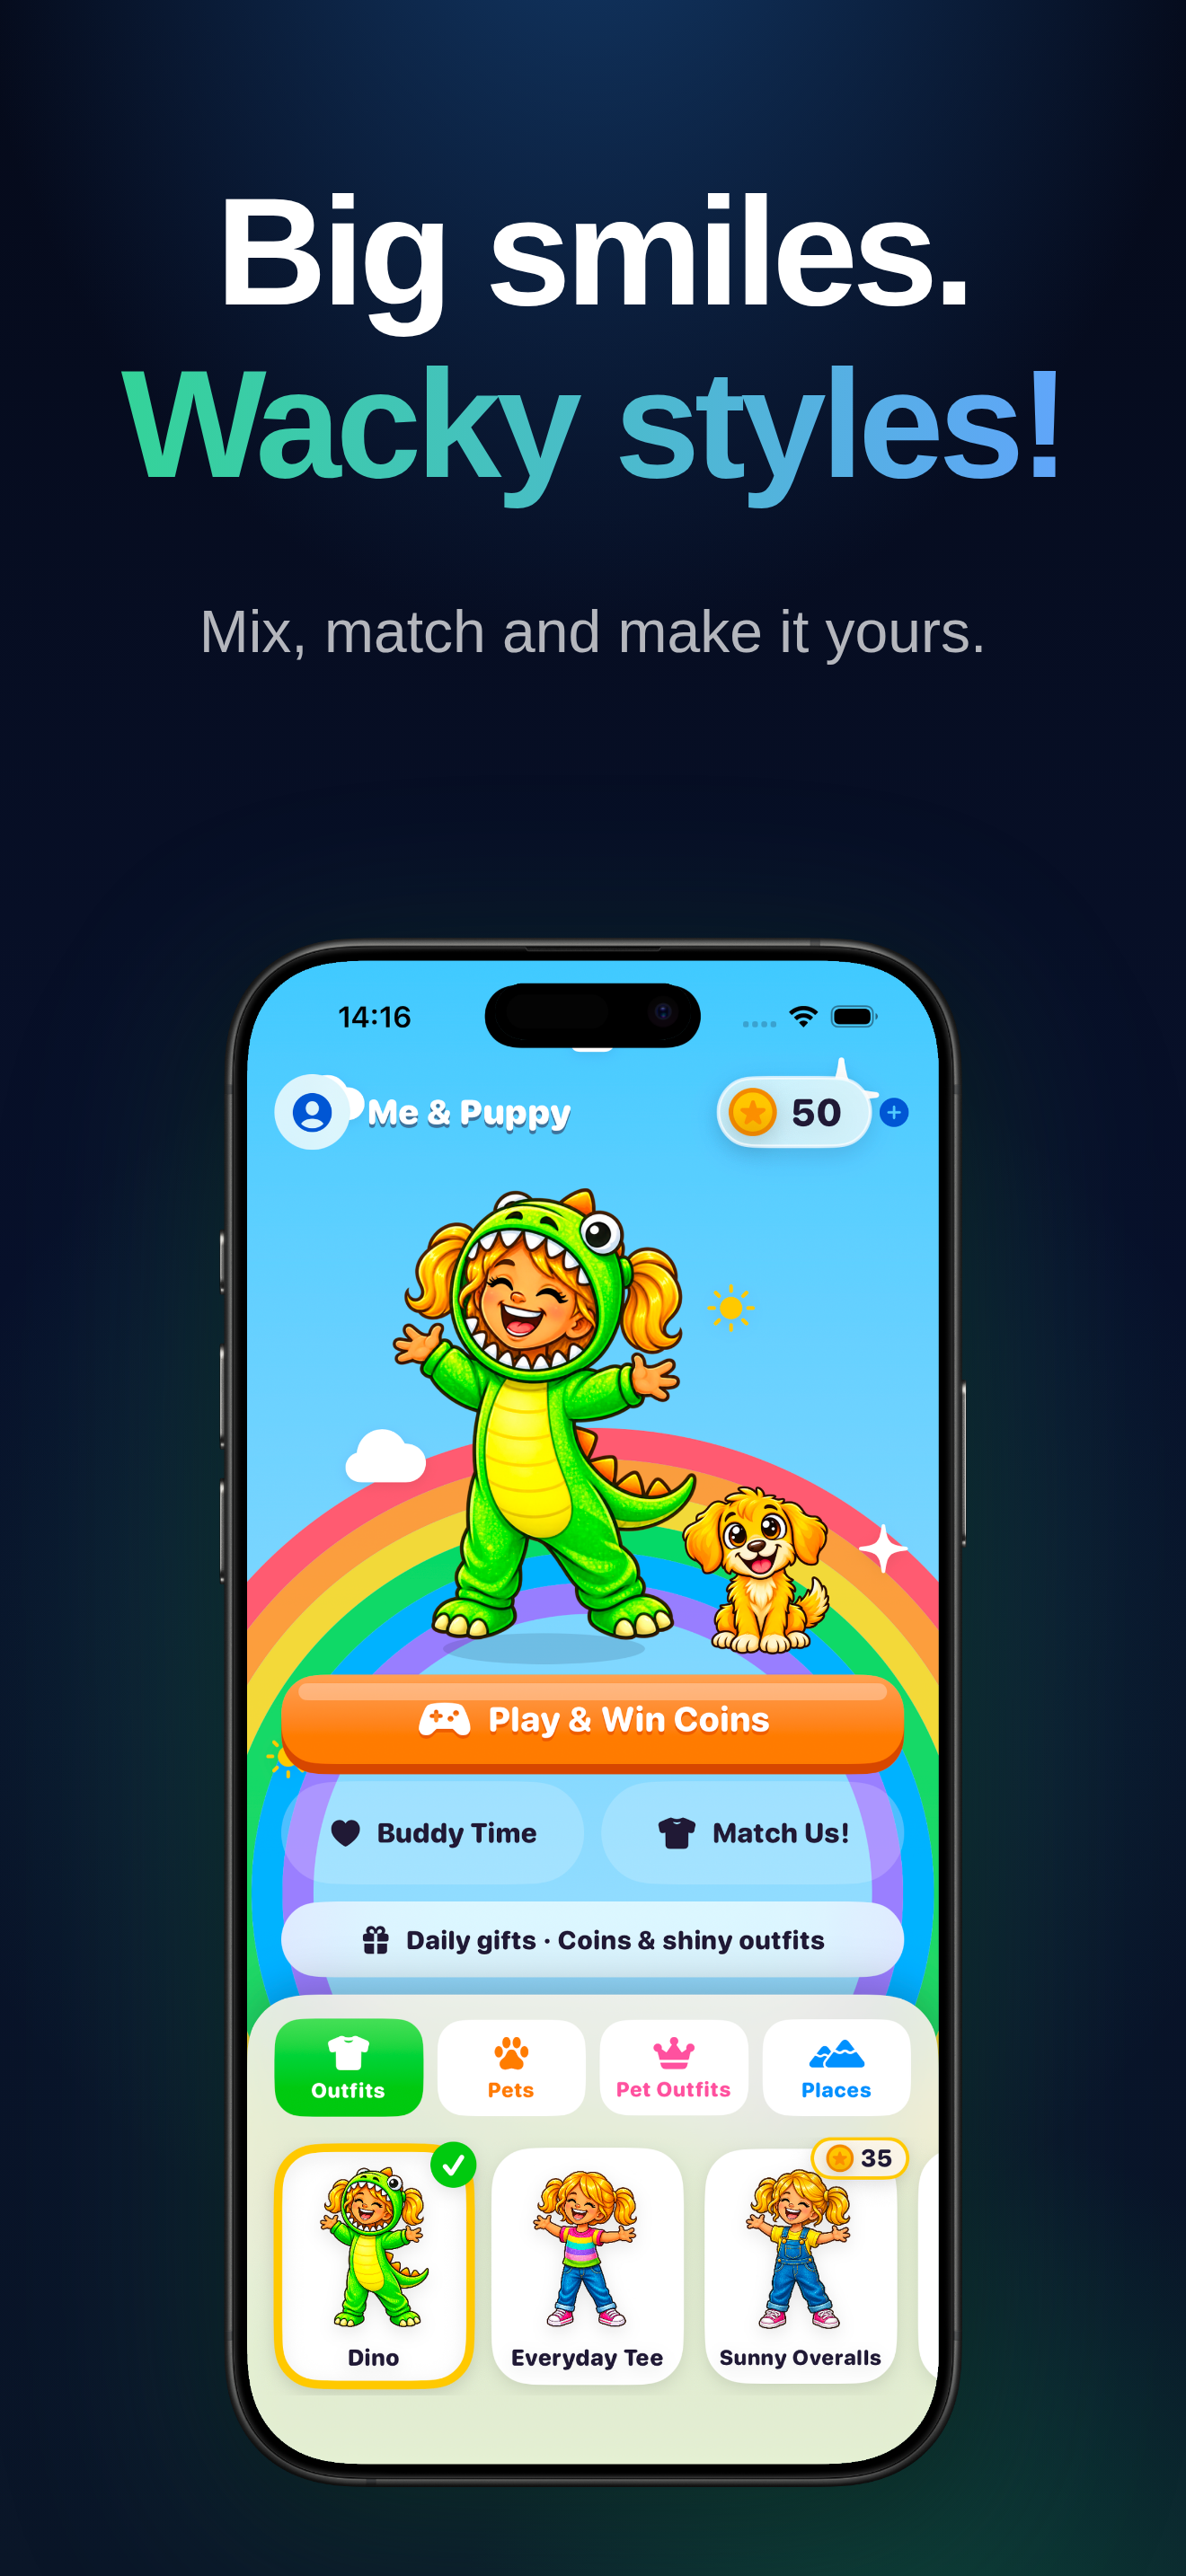 Big smiles.
Wacky styles!
Mix, match and make it yours.
14:16
Me & Puppy
50
Play & Win Coins
Buddy Time
Match Us!
Daily gifts · Coins & shiny outfits
Outfits
Pets
Pet Outfits
Places
35
Dino
Everyday Tee
Sunny Overalls